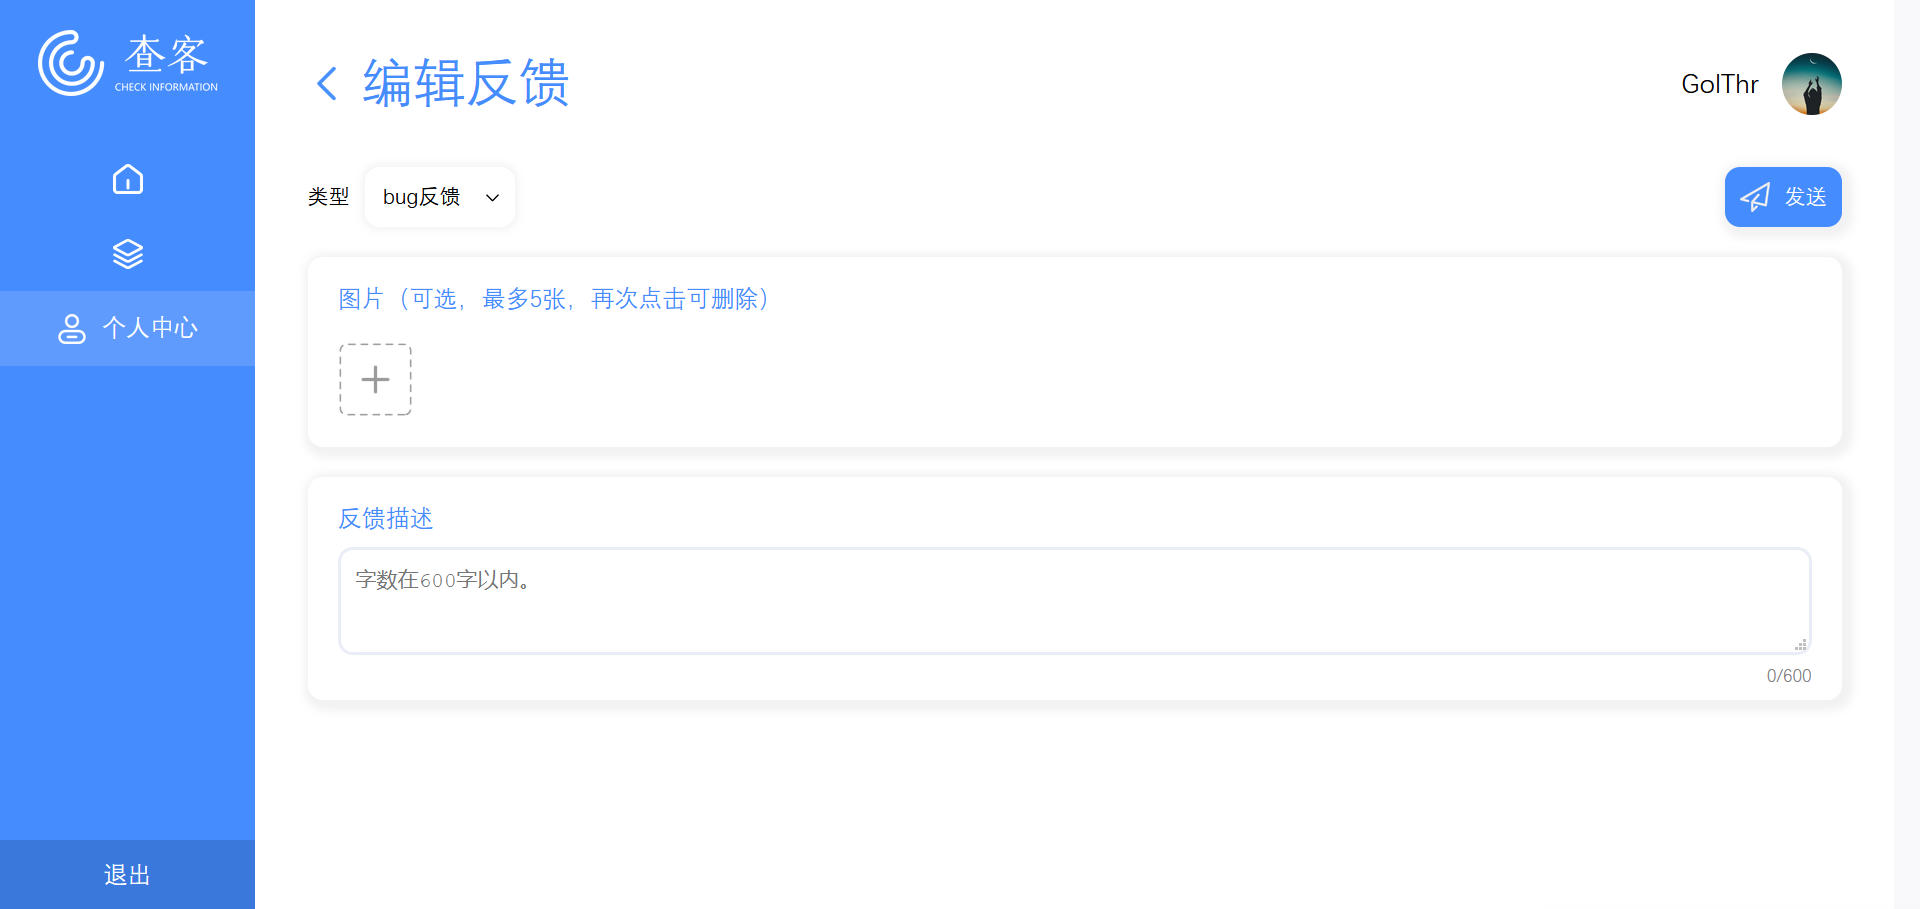 查客
CHECK INFORMATION
个人中心
退出
编辑反馈
GolThr
类型
bug反馈
发送
图片（可选，最多5张，再次点击可删除）
反馈描述
字数在600字以内。
0/600